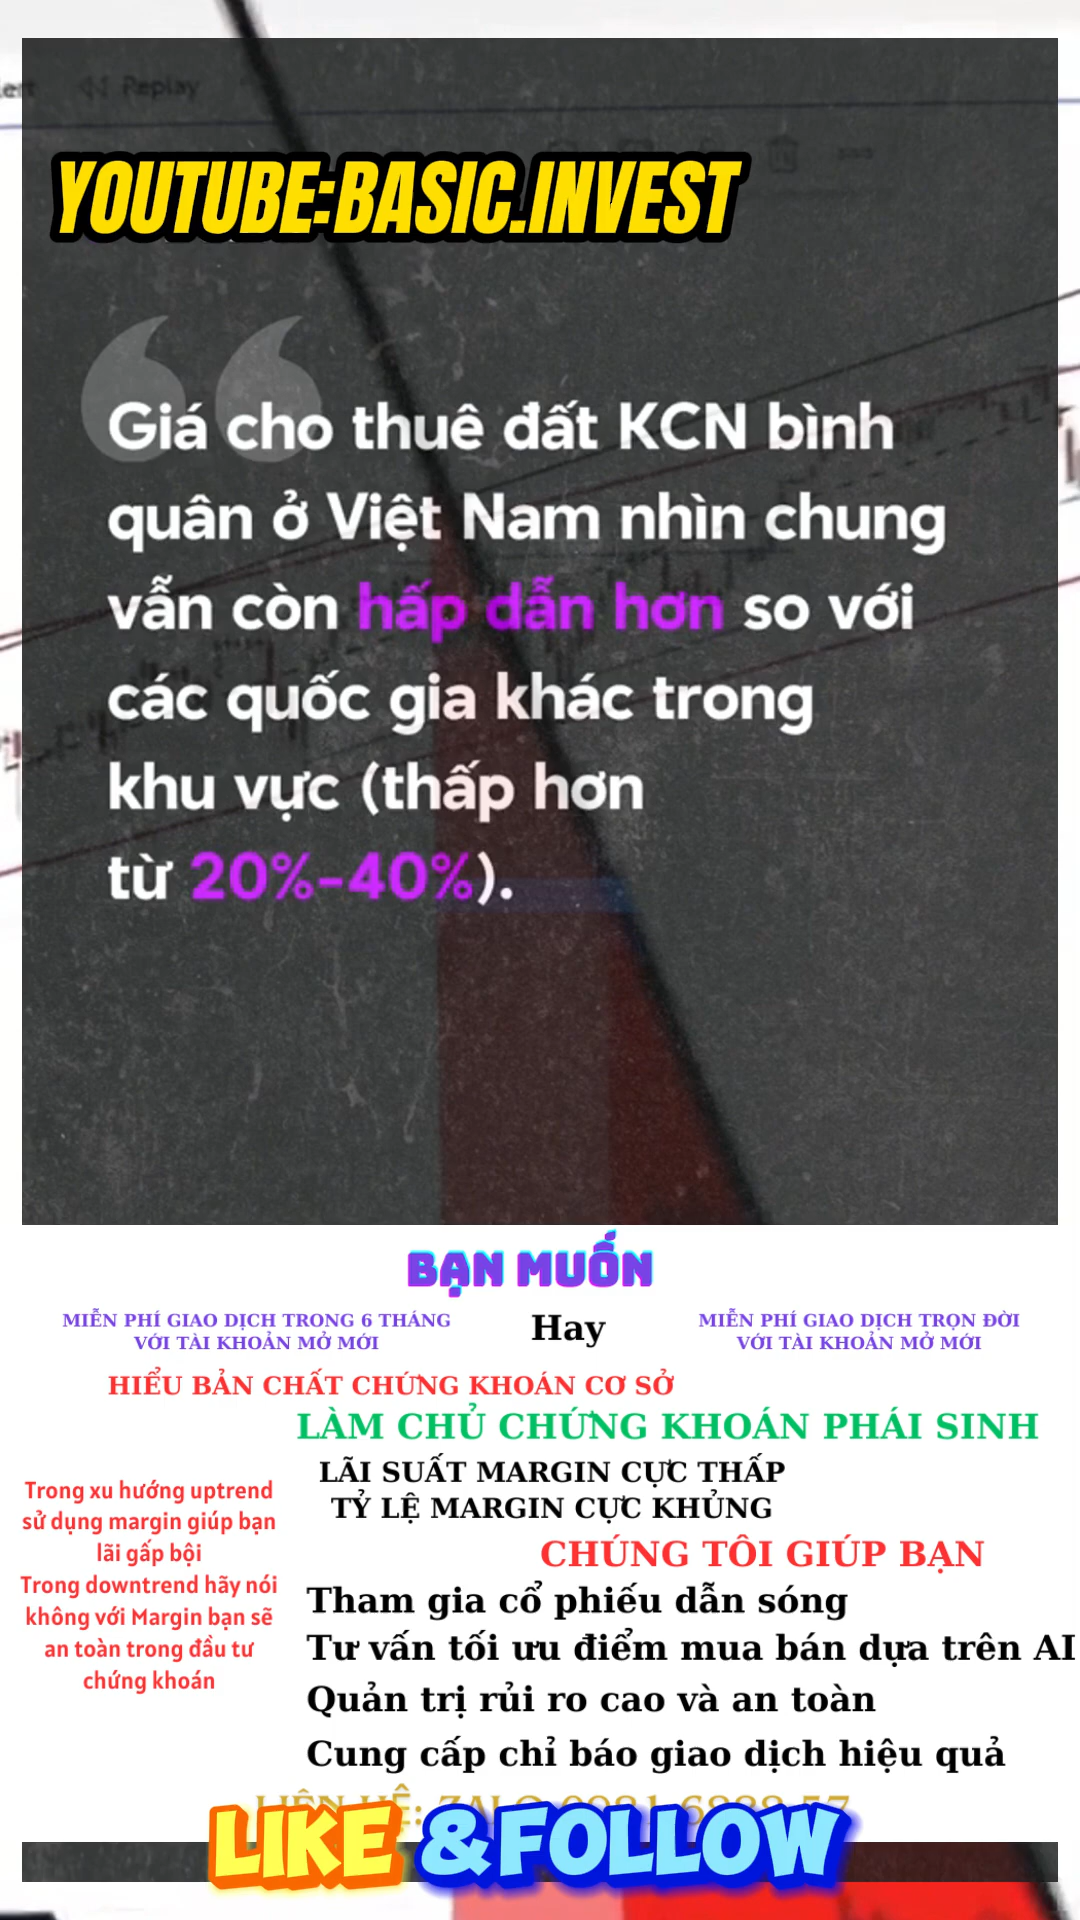 Replay
YOUTUBE:BASIC.INVEST
Giá cho thuê đất KCN bình
quân ở Việt Nam nhìn chung
vẫn còn hấp dẫn hơn so với
các quốc gia khác trong
khu vực (thấp hơn
từ 20%-40%).
BẠN MUỐN
MIỄN PHÍ GIAO DỊCH TRONG 6 THÁNG
VỚI TÀI KHOẢN MỞ MỚI
Hay
MIỄN PHÍ GIAO DỊCH TRỌN ĐỜI
VỚI TÀI KHOẢN MỞ MỚI
HIỂU BẢN CHẤT CHỨNG KHOÁN CƠ SỞ
LÀM CHỦ CHỨNG KHOÁN PHÁI SINH
LÃI SUẤT MARGIN CỰC THẤP
TỶ LỆ MARGIN CỰC KHỦNG
Trong xu hướng uptrend
sử dụng margin giúp bạn
lãi gấp bội
Trong downtrend hãy nói
không với Margin bạn sẽ
an toàn trong đầu tư
chứng khoán
CHÚNG TÔI GIÚP BẠN
Tham gia cổ phiếu dẫn sóng
Tư vấn tối ưu điểm mua bán dựa trên AI
Quản trị rủi ro cao và an toàn
Cung cấp chỉ báo giao dịch hiệu quả
LIÊN HỆ: ZALO
LIKE &FOLLOW